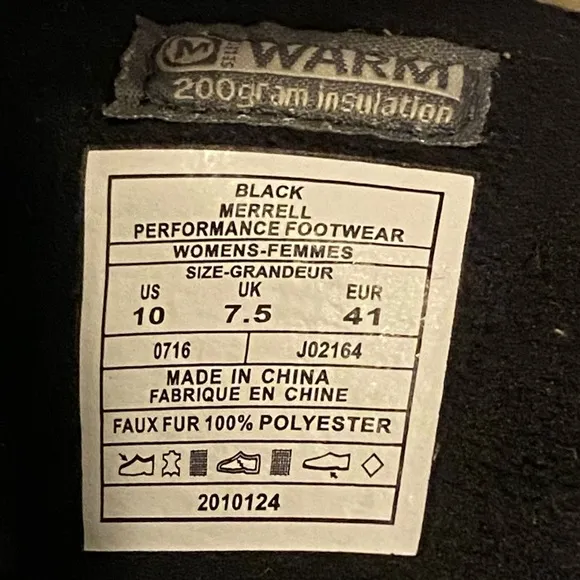 M SELECT WARM
200gram insulation
BLACK
MERRELL
PERFORMANCE FOOTWEAR
WOMENS-FEMMES
SIZE-GRANDEUR
US UK EUR
10 7.5 41
0716 J02164
MADE IN CHINA
FABRIQUE EN CHINE
FAUX FUR 100% POLYESTER
2010124